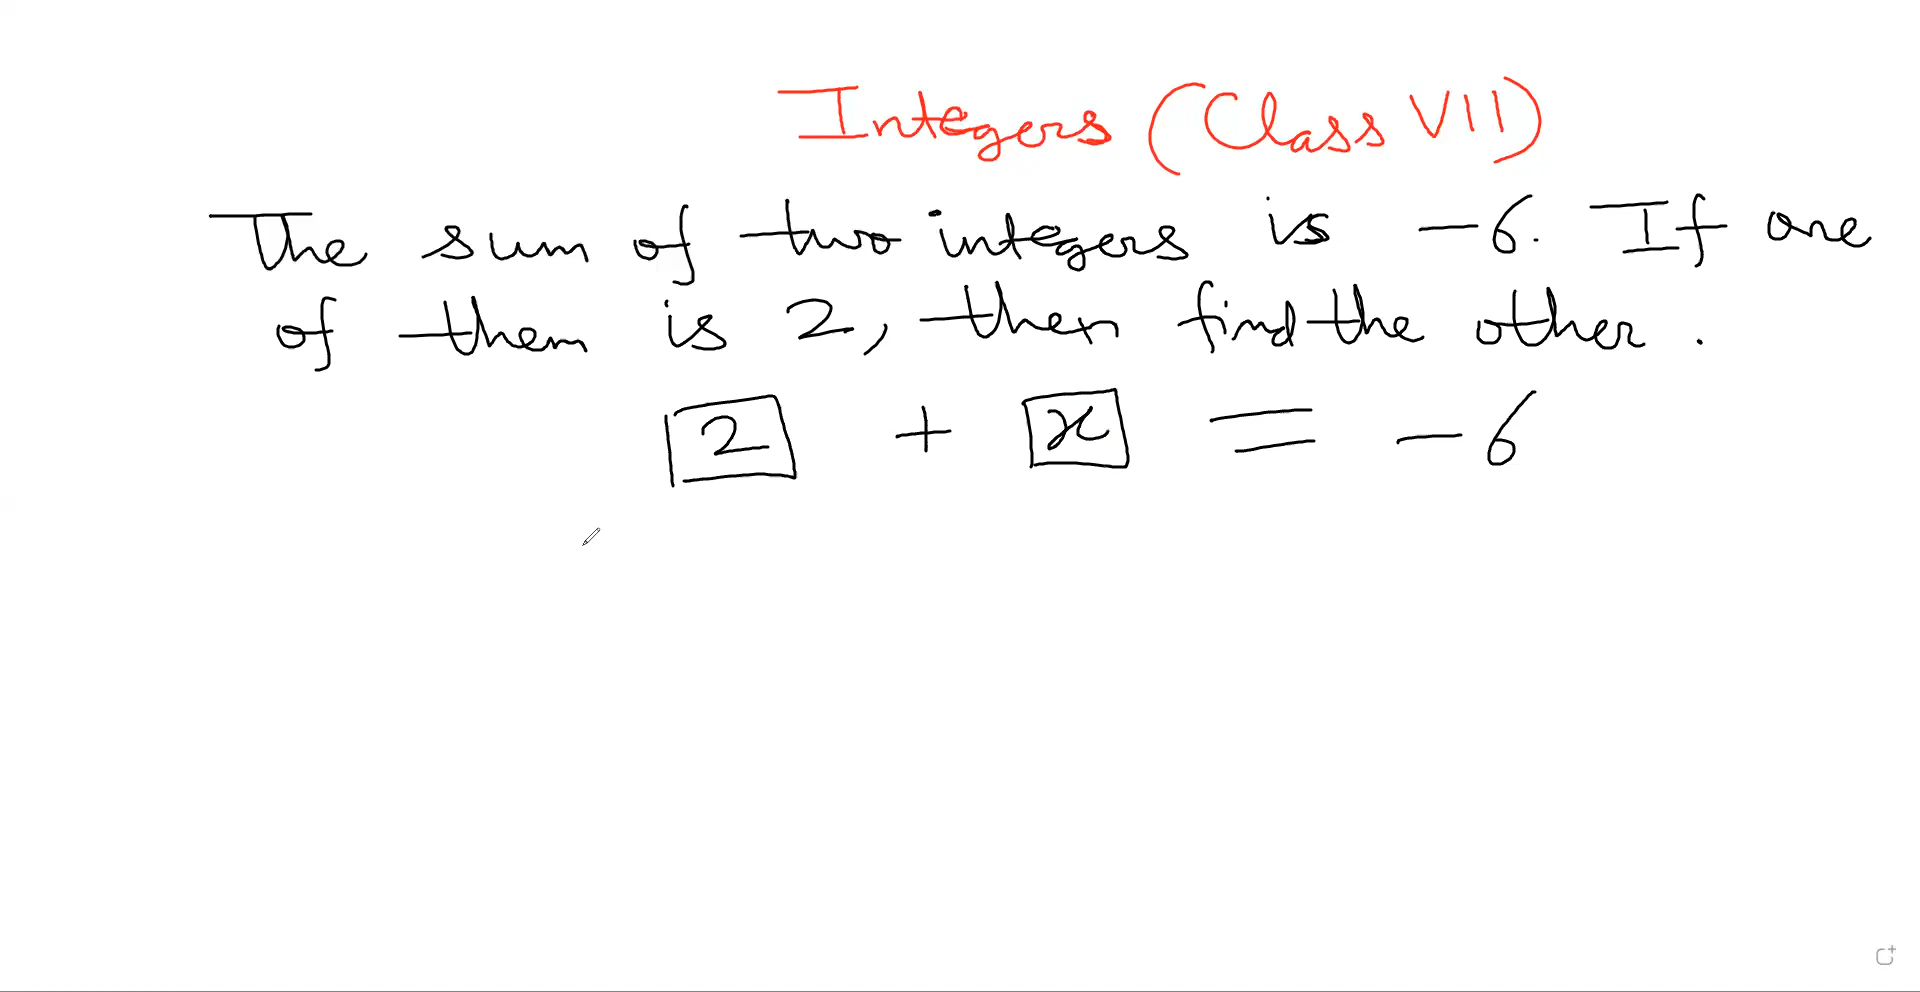 Integers (Class VII)
The sum of two integers is -6. If one
of them is 2, then find the other.
2 + x = -6